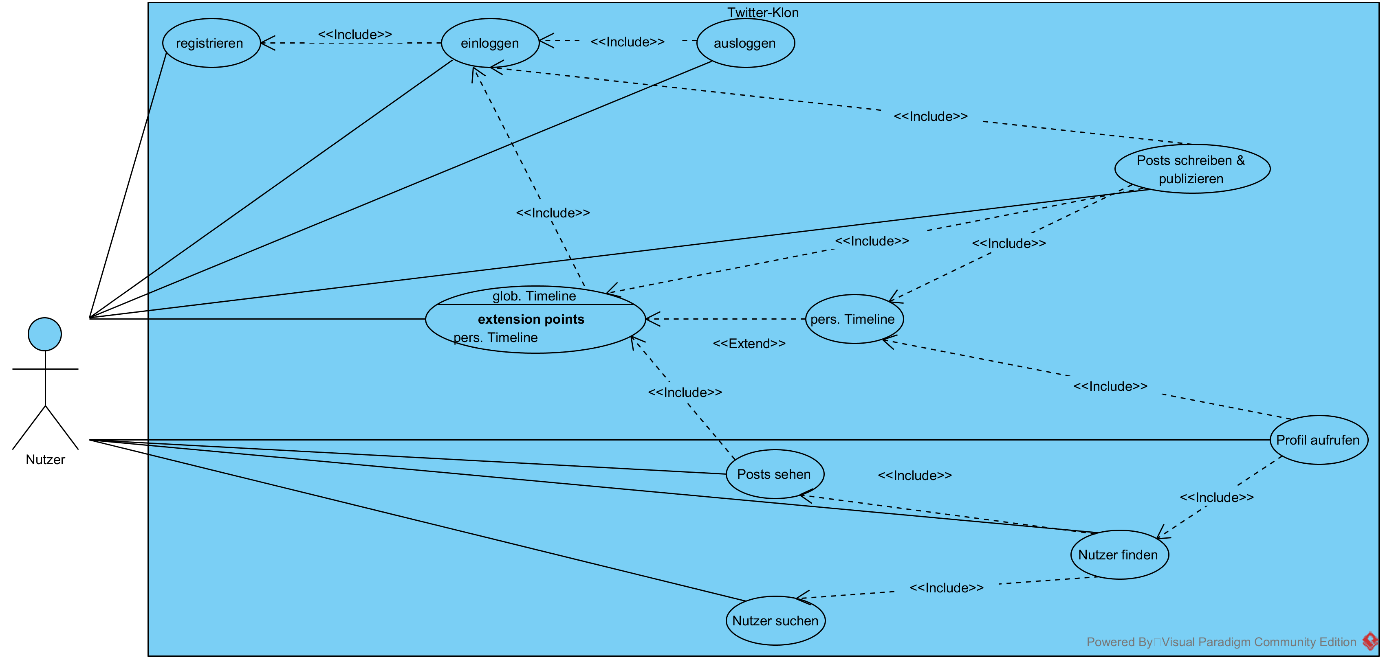 Twitter-Klon
registrieren
<<Include>>
einloggen
<<Include>>
ausloggen
<<Include>>
Posts schreiben &
publizieren
<<Include>>
<<Include>>
<<Include>>
glob. Timeline
extension points
pers. Timeline
pers. Timeline
<<Extend>>
<<Include>>
<<Include>>
Nutzer
Profil aufrufen
Posts sehen
<<Include>>
<<Include>>
Nutzer finden
<<Include>>
Nutzer suchen
Powered By Visual Paradigm Community Edition